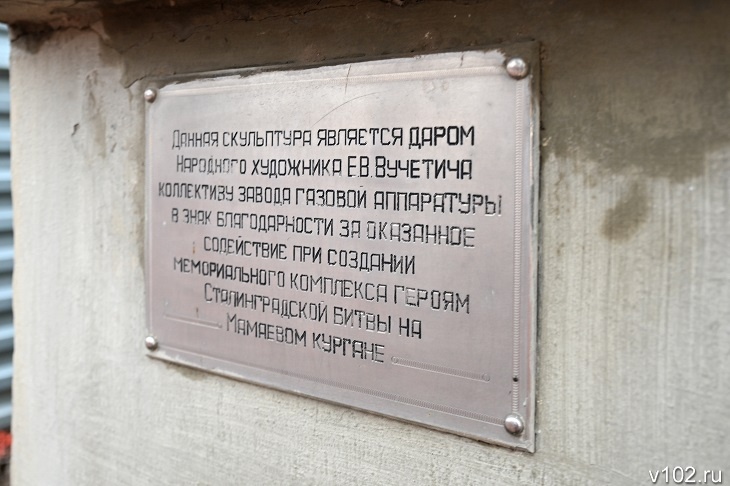 Данная скульптура является даром
Народного художника Е.В.Вучетича
коллективу завода газовой аппаратуры
в знак благодарности за оказанное
содействие при создании
мемориального комплекса героям
Сталинградской битвы на
Мамаевом кургане
v102.ru